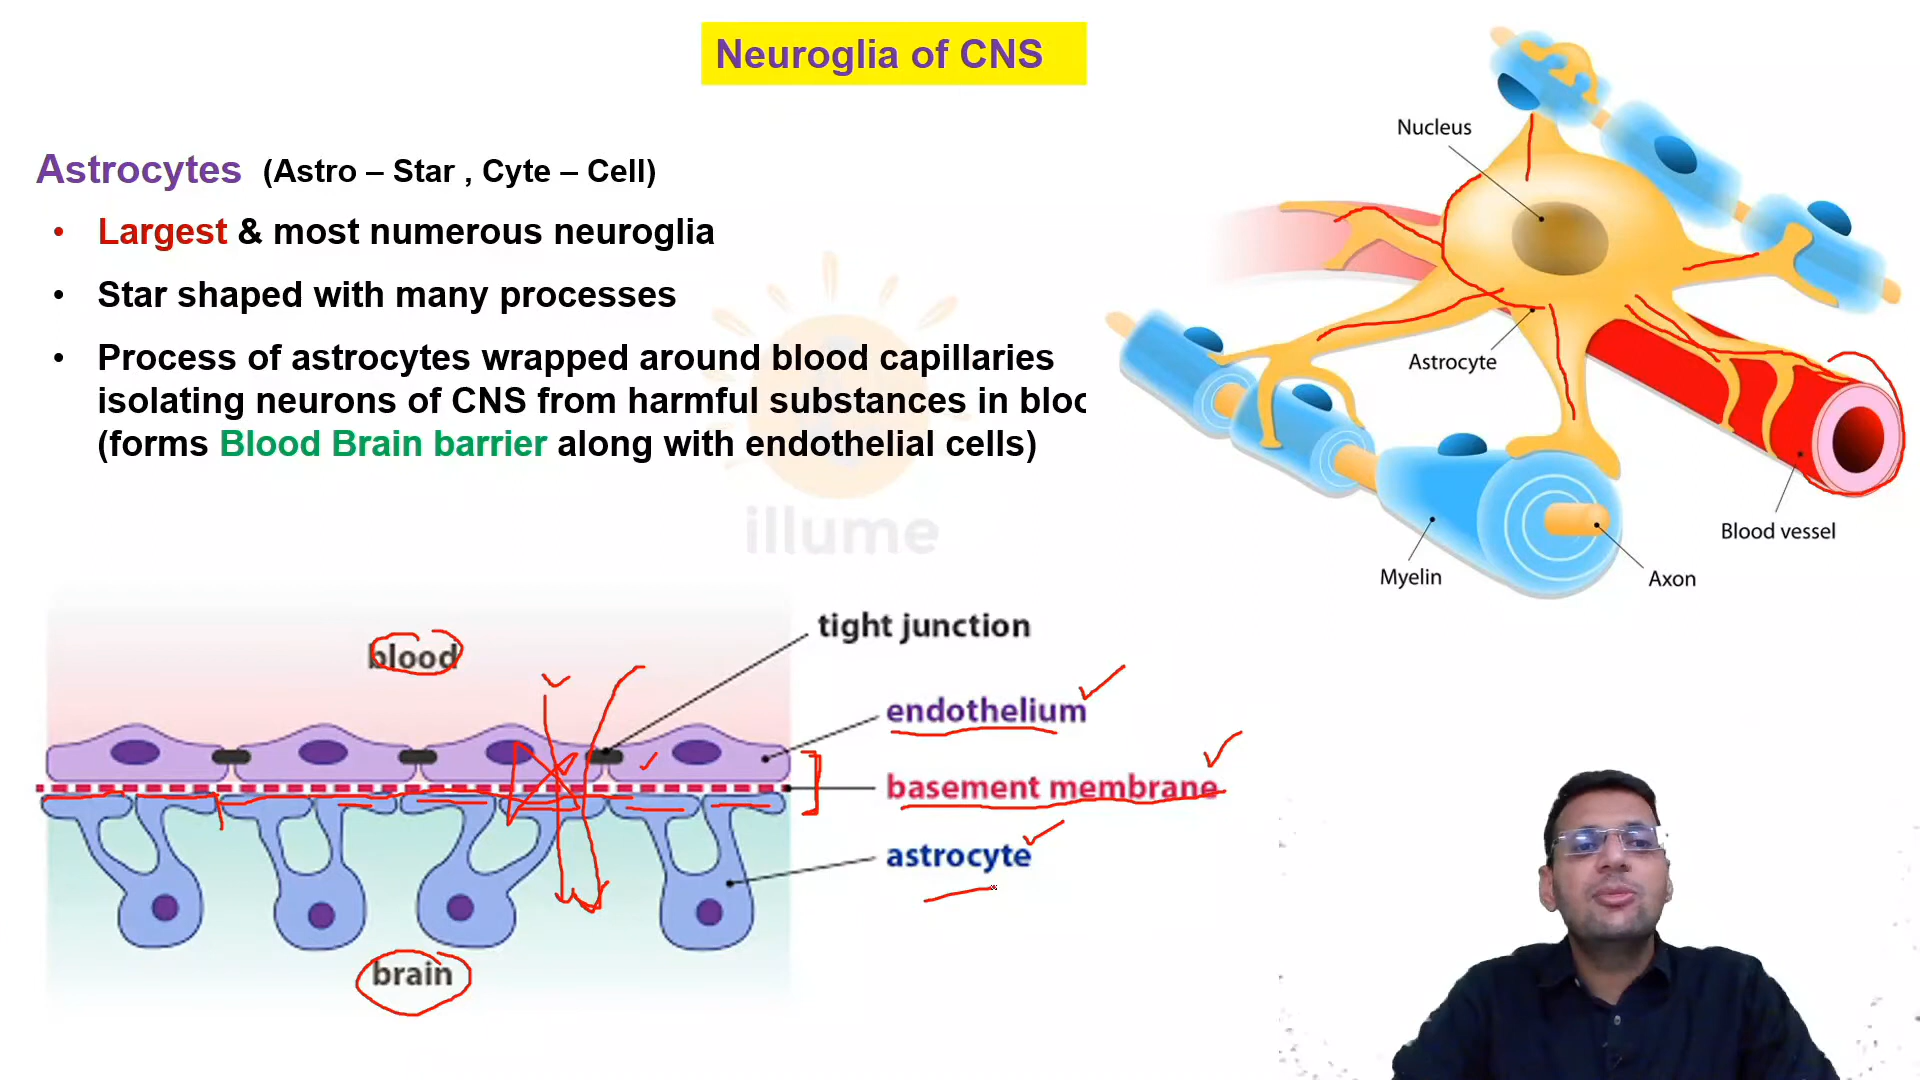 Neuroglia of CNS
Astrocytes (Astro – Star , Cyte – Cell)
• Largest & most numerous neuroglia
• Star shaped with many processes
• Process of astrocytes wrapped around blood capillaries
isolating neurons of CNS from harmful substances in bloo
(forms Blood Brain barrier along with endothelial cells)
illume
Nucleus
Astrocyte
Blood vessel
Myelin
Axon
blood
tight junction
endothelium
basement membrane
astrocyte
brain